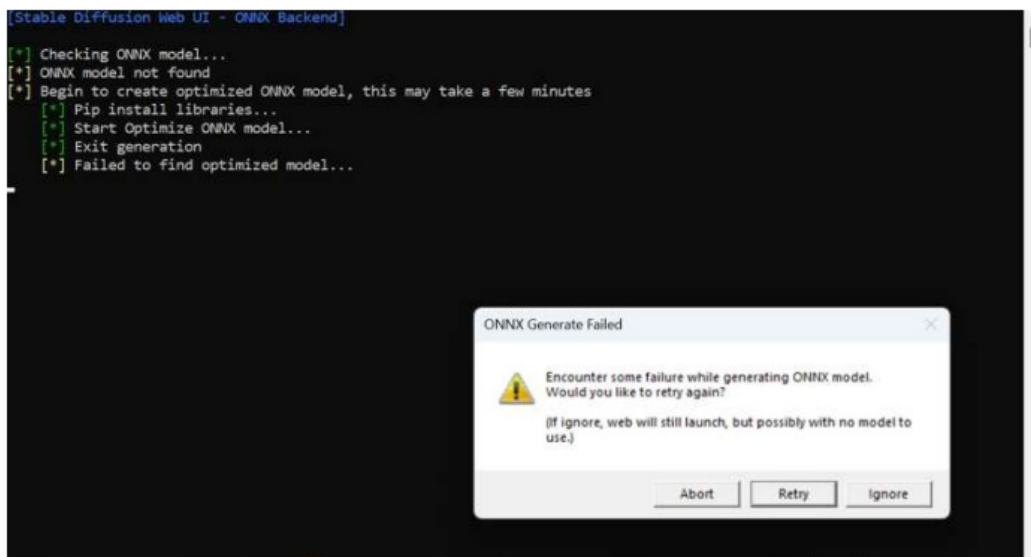 [Stable Diffusion Web UI - ONNX Backend]
[*] Checking ONNX model...
[*] ONNX model not found
[*] Begin to create optimized ONNX model, this may take a few minutes
[*] Pip install libraries...
[*] Start Optimize ONNX model...
[*] Exit generation
[*] Failed to find optimized model...
ONNX Generate Failed
Encounter some failure while generating ONNX model.
Would you like to retry again?
(If ignore, web will still launch, but possibly with no model to
use.)
Abort Retry Ignore